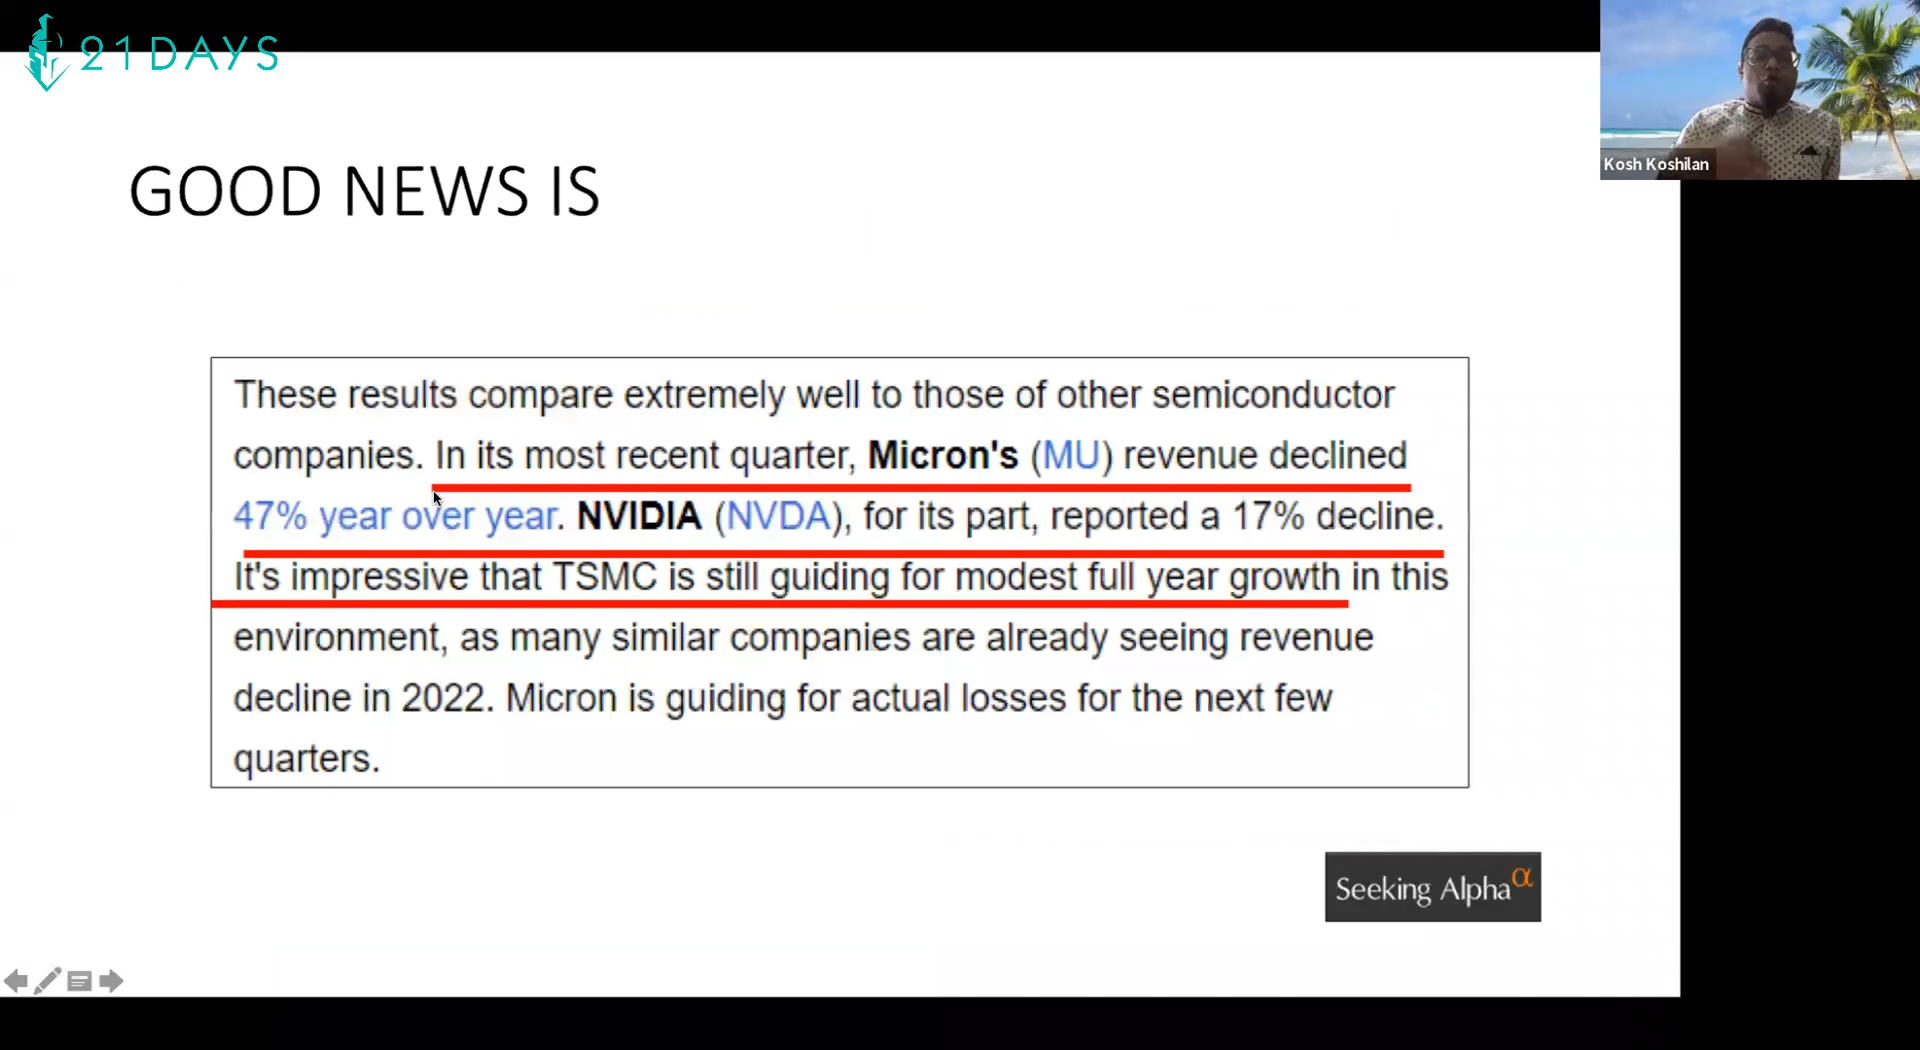 21DAYS
Kosh Koshilan
GOOD NEWS IS
These results compare extremely well to those of other semiconductor
companies. In its most recent quarter, Micron's (MU) revenue declined
47% year over year. NVIDIA (NVDA), for its part, reported a 17% decline.
It's impressive that TSMC is still guiding for modest full year growth in this
environment, as many similar companies are already seeing revenue
decline in 2022. Micron is guiding for actual losses for the next few
quarters.
Seeking Alphaα